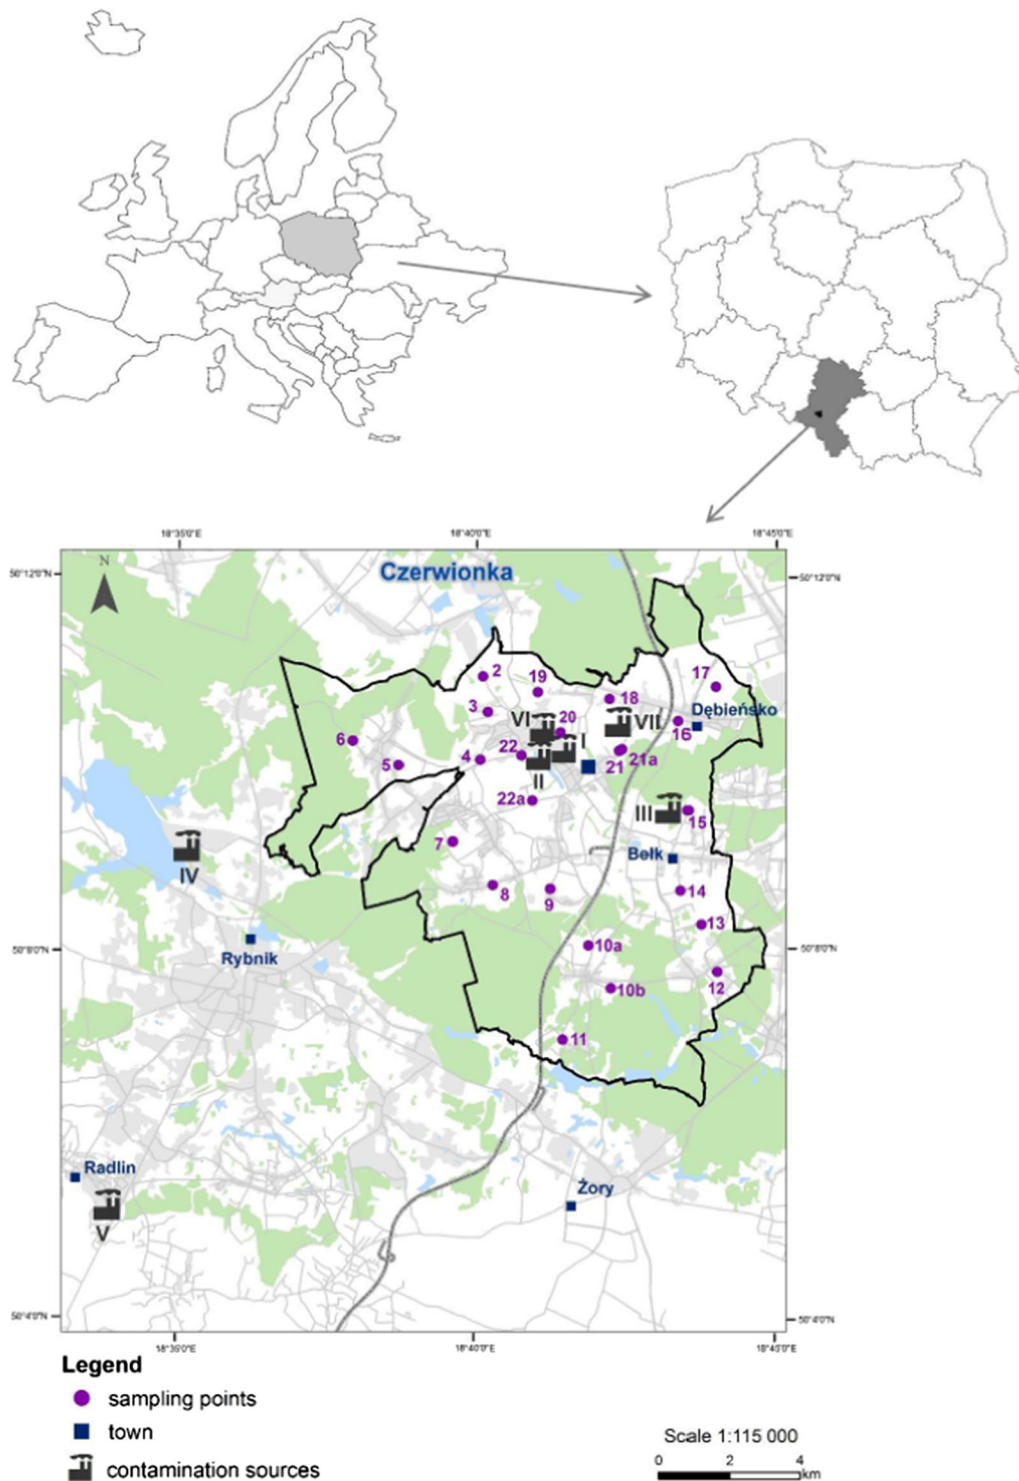 18°35'0"E 18°40'0"E 18°45'0"E
50°12'0"N 50°12'0"N
N
Czerwionka
2
17
19
18
3
VI
20
VII
Dębieńsko
16
6
I
22
5
4
II
21
21a
22a
III
15
7
Bełk
IV
8
9
14
13
10a
50°8'0"N 50°8'0"N
Rybnik
12
10b
11
Radlin
Żory
V
50°4'0"N 50°4'0"N
18°35'0"E 18°40'0"E 18°45'0"E
Legend
sampling points
town
contamination sources
Scale 1:115 000
0 2 4
km